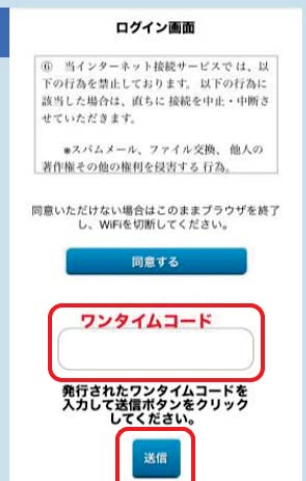 ログイン画面
⑥ 当インターネット接続サービスでは、以
下の行為を禁止しております。 以下の行為に
該当した場合は、直ちに 接続を中止・中断さ
せていただきます。
※スパムメール、ファイル交換、 他人の
著作権その他の権利を侵害する 行為。
同意いただけない場合はこのままブラウザを終了
し、WiFiを切断してください。
同意する
ワンタイムコード
発行されたワンタイムコードを
入力して送信ボタンをクリック
してください。
送信